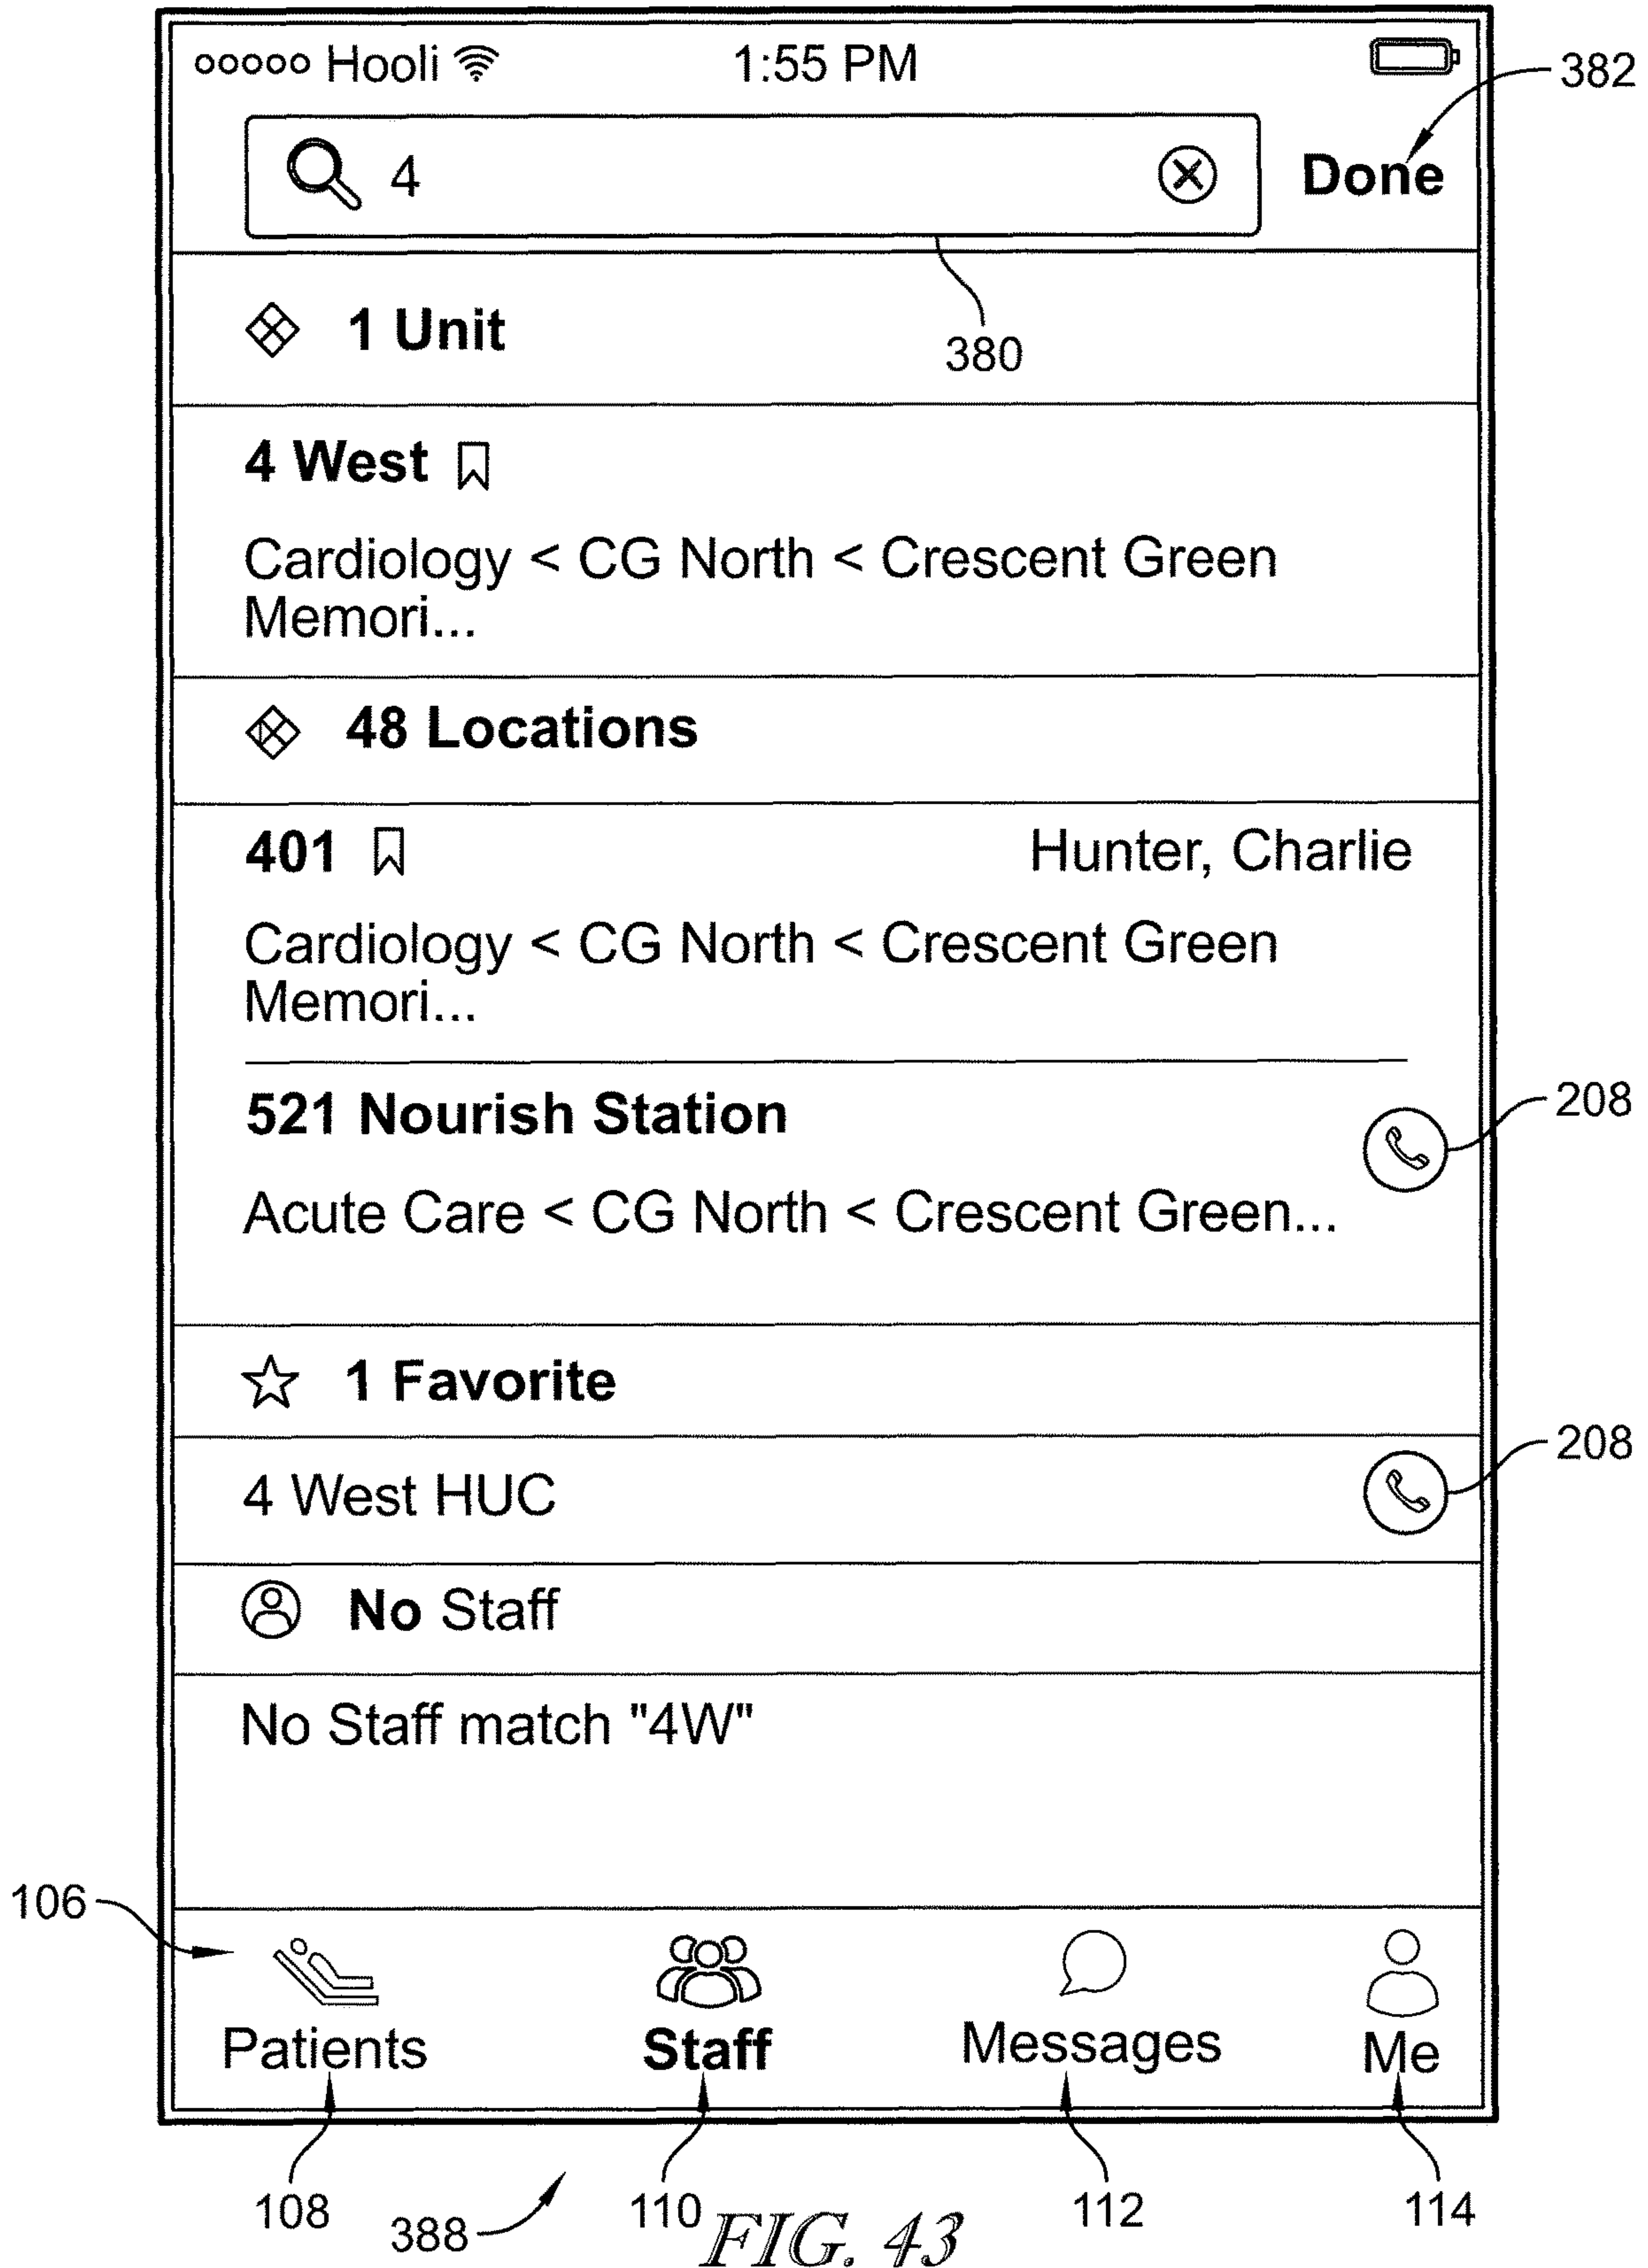 Hooli 1:55 PM
382
4 Done
1 Unit
380
4 West
Cardiology < CG North < Crescent Green
Memori...
48 Locations
401 Hunter, Charlie
Cardiology < CG North < Crescent Green
Memori...
521 Nourish Station
208
Acute Care < CG North < Crescent Green...
1 Favorite
208
4 West HUC
No Staff
No Staff match "4W"
106
Patients Staff Messages Me
108 388 110 112 114
FIG. 43